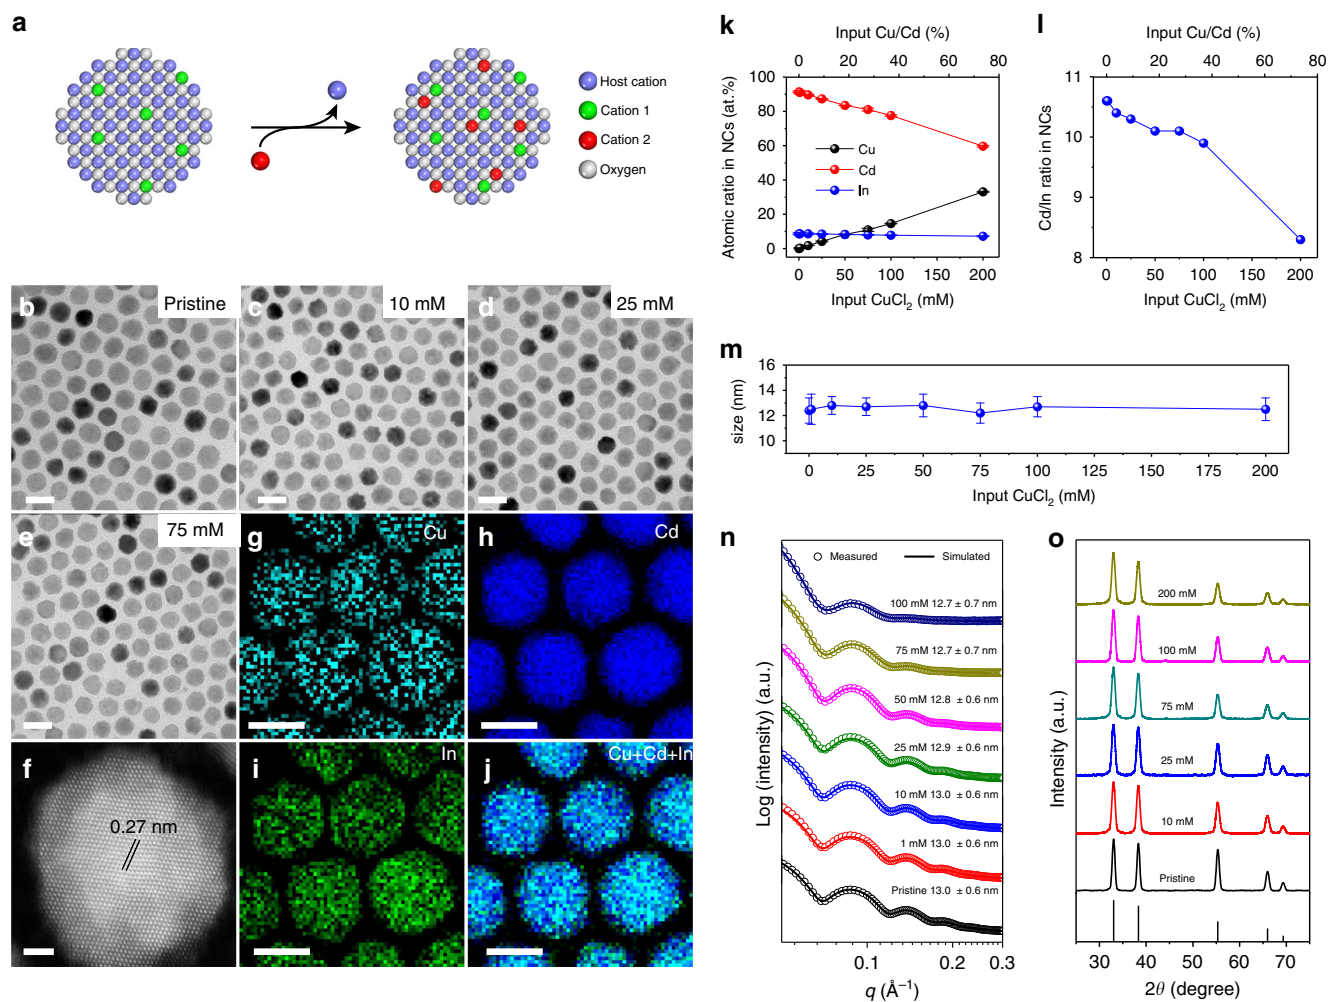 a
Host cation
Cation 1
Cation 2
Oxygen
b
Pristine
c
10 mM
d
25 mM
e
75 mM
g
Cu
h
Cd
f
0.27 nm
i
In
j
Cu+Cd+In
k
Input Cu/Cd (%)
0 20 40 60 80
Atomic ratio in NCs (at.%)
100
80
60
40
20
0
Cu
Cd
In
0 50 100 150 200
Input CuCl₂ (mM)
l
Input Cu/Cd (%)
0 18 37 56 74
Cd/In ratio in NCs
11
10
9
8
0 50 100 150 200
Input CuCl₂ (mM)
m
size (nm)
16
14
12
10
0 25 50 75 100 125 150 175 200
Input CuCl₂ (mM)
n
Measured
Simulated
Log (intensity) (a.u.)
100 mM 12.7 ± 0.7 nm
75 mM 12.7 ± 0.7 nm
50 mM 12.8 ± 0.6 nm
25 mM 12.9 ± 0.6 nm
10 mM 13.0 ± 0.6 nm
1 mM 13.0 ± 0.6 nm
Pristine 13.0 ± 0.6 nm
0.1 0.2 0.3
q (Å⁻¹)
o
Intensity (a.u.)
200 mM
100 mM
75 mM
25 mM
10 mM
Pristine
30 40 50 60 70
2θ (degree)